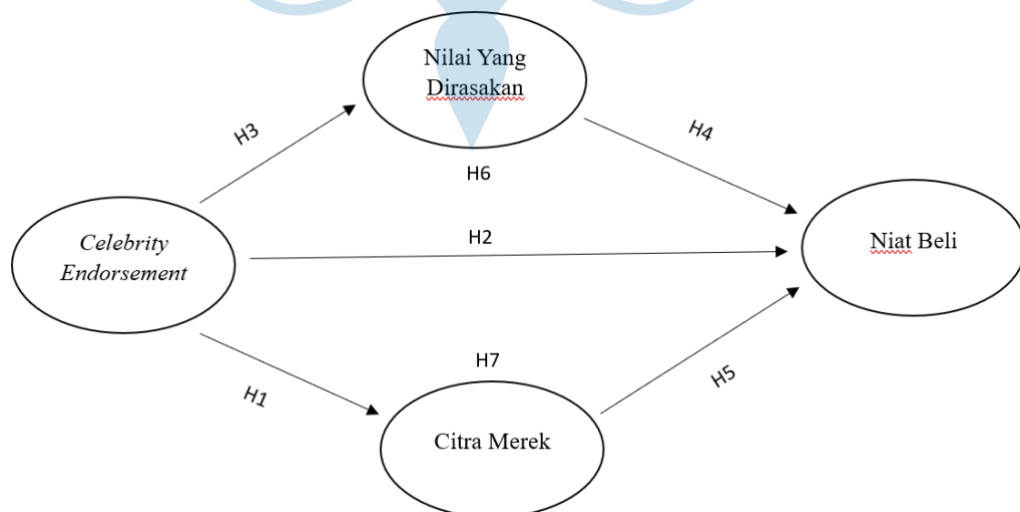 Nilai Yang
Dirasakan
H3
H4
H6
Celebrity
Endorsement
H2
Niat Beli
H7
H1
H5
Citra Merek